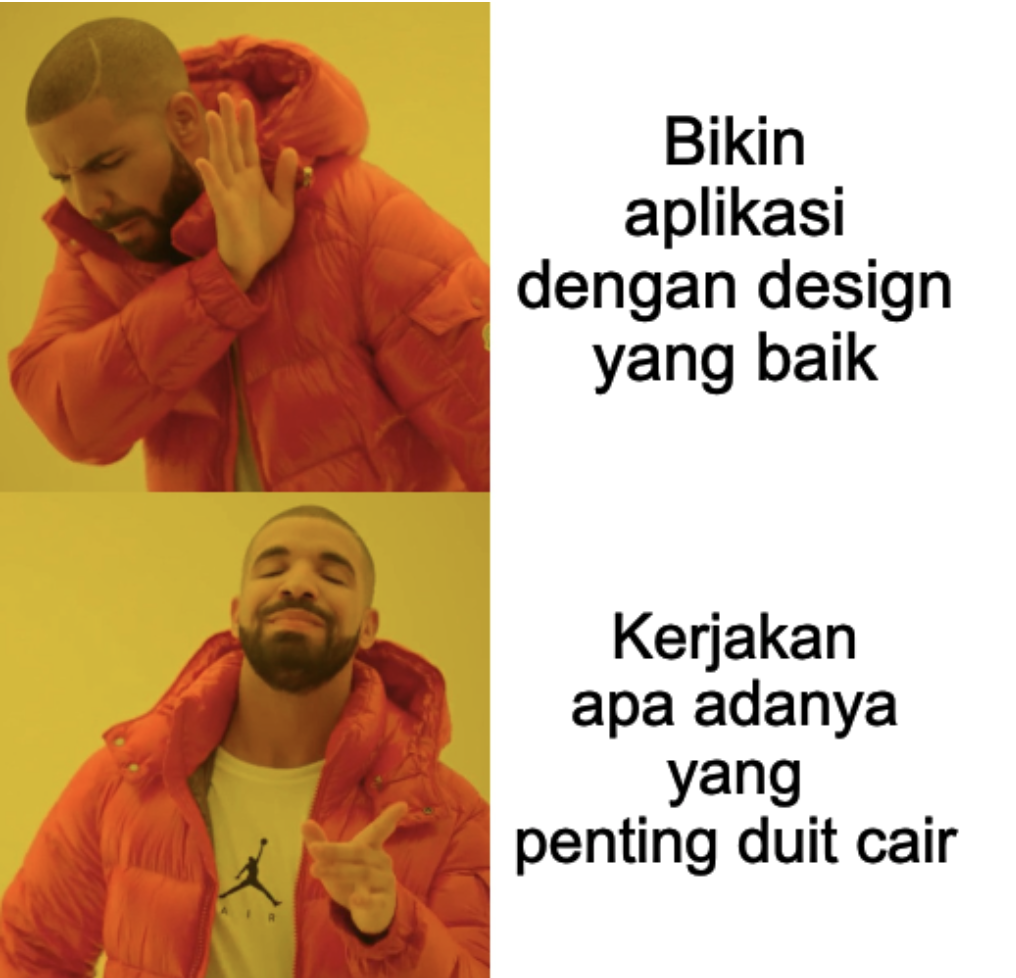 Bikin
aplikasi
dengan design
yang baik
Kerjakan
apa adanya
yang
penting duit cair
A I R